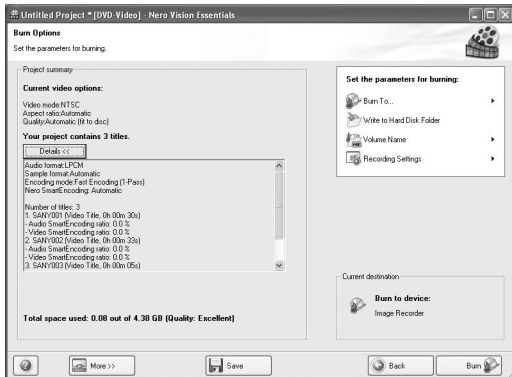 Untitled Project *[DVD-Video] - Nero Vision Essentials
Burn Options
Set the parameters for burning.
Project summary
Current video options:
Video mode:NTSC
Aspect ratio:Automatic
Quality:Automatic (fit to disc)
Your project contains 3 titles.
Details <<
Audio format:LPCM
Sample format:Automatic
Encoding mode:Fast Encoding (1-Pass)
Nero SmartEncoding: Automatic
Number of titles: 3
1. SANY001 (Video Title, 0h 00m 30s)
- Audio SmartEncoding ratio: 0.0 %
- Video SmartEncoding ratio: 0.0 %
2. SANY002 (Video Title, 0h 00m 33s)
- Audio SmartEncoding ratio: 0.0 %
- Video SmartEncoding ratio: 0.0 %
3. SANY003 (Video Title, 0h 00m 05s)
Total space used: 0.08 out of 4.38 GB (Quality: Excellent)
Set the parameters for burning:
Burn To...
Write to Hard Disk Folder
Volume Name
Recording Settings
Current destination
Burn to device:
Image Recorder
More >>
Save
Back
Burn